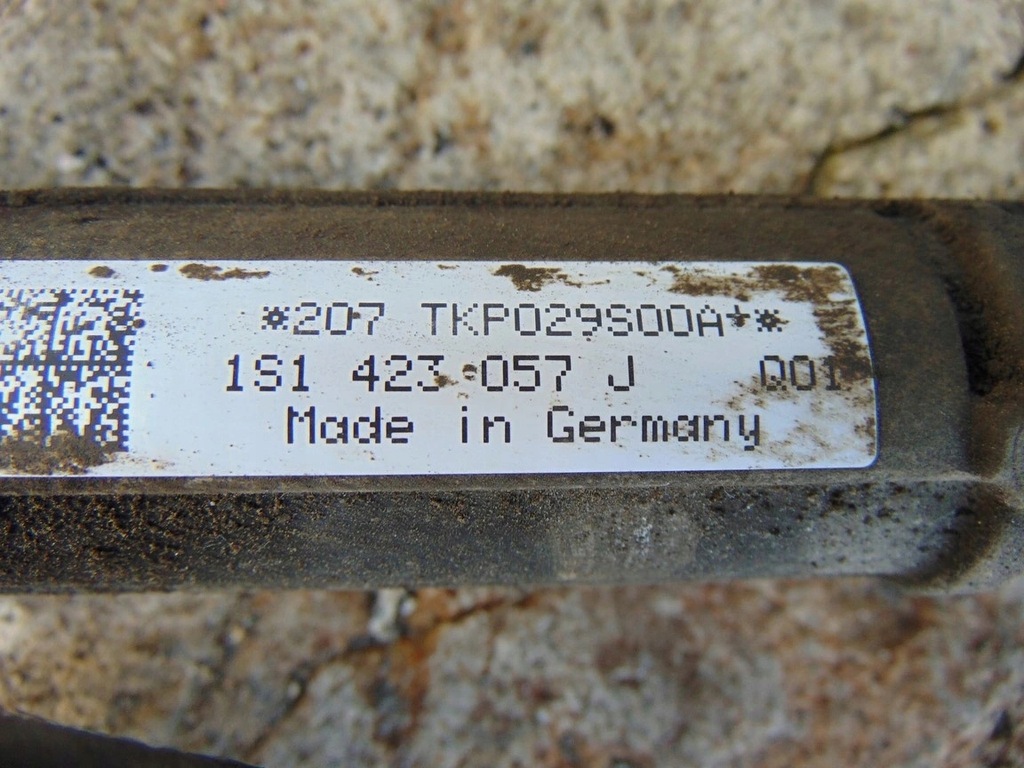 *207 TKP029S00A+*
1S1 423 057 J Q01
Made in Germany